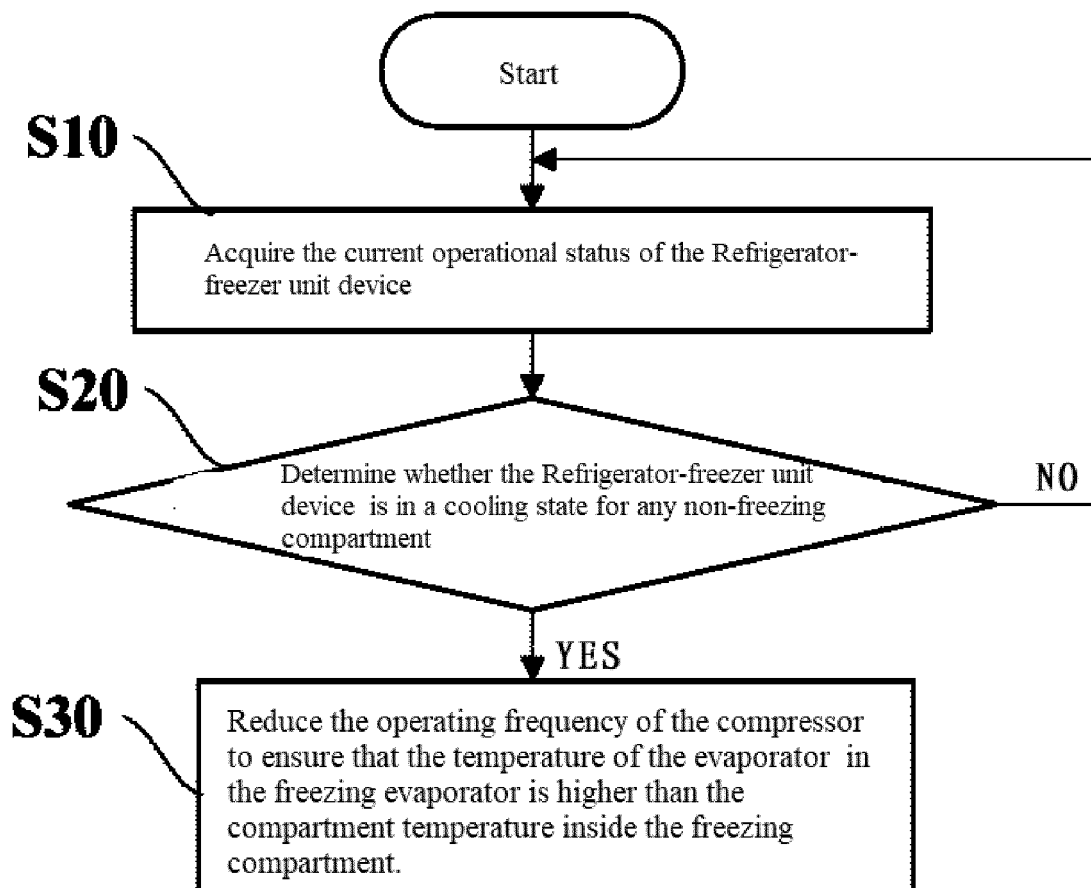 Start
S10
Acquire the current operational status of the Refrigerator-
freezer unit device
S20
Determine whether the Refrigerator-freezer unit
device is in a cooling state for any non-freezing
compartment
NO
YES
S30
Reduce the operating frequency of the compressor
to ensure that the temperature of the evaporator in
the freezing evaporator is higher than the
compartment temperature inside the freezing
compartment.